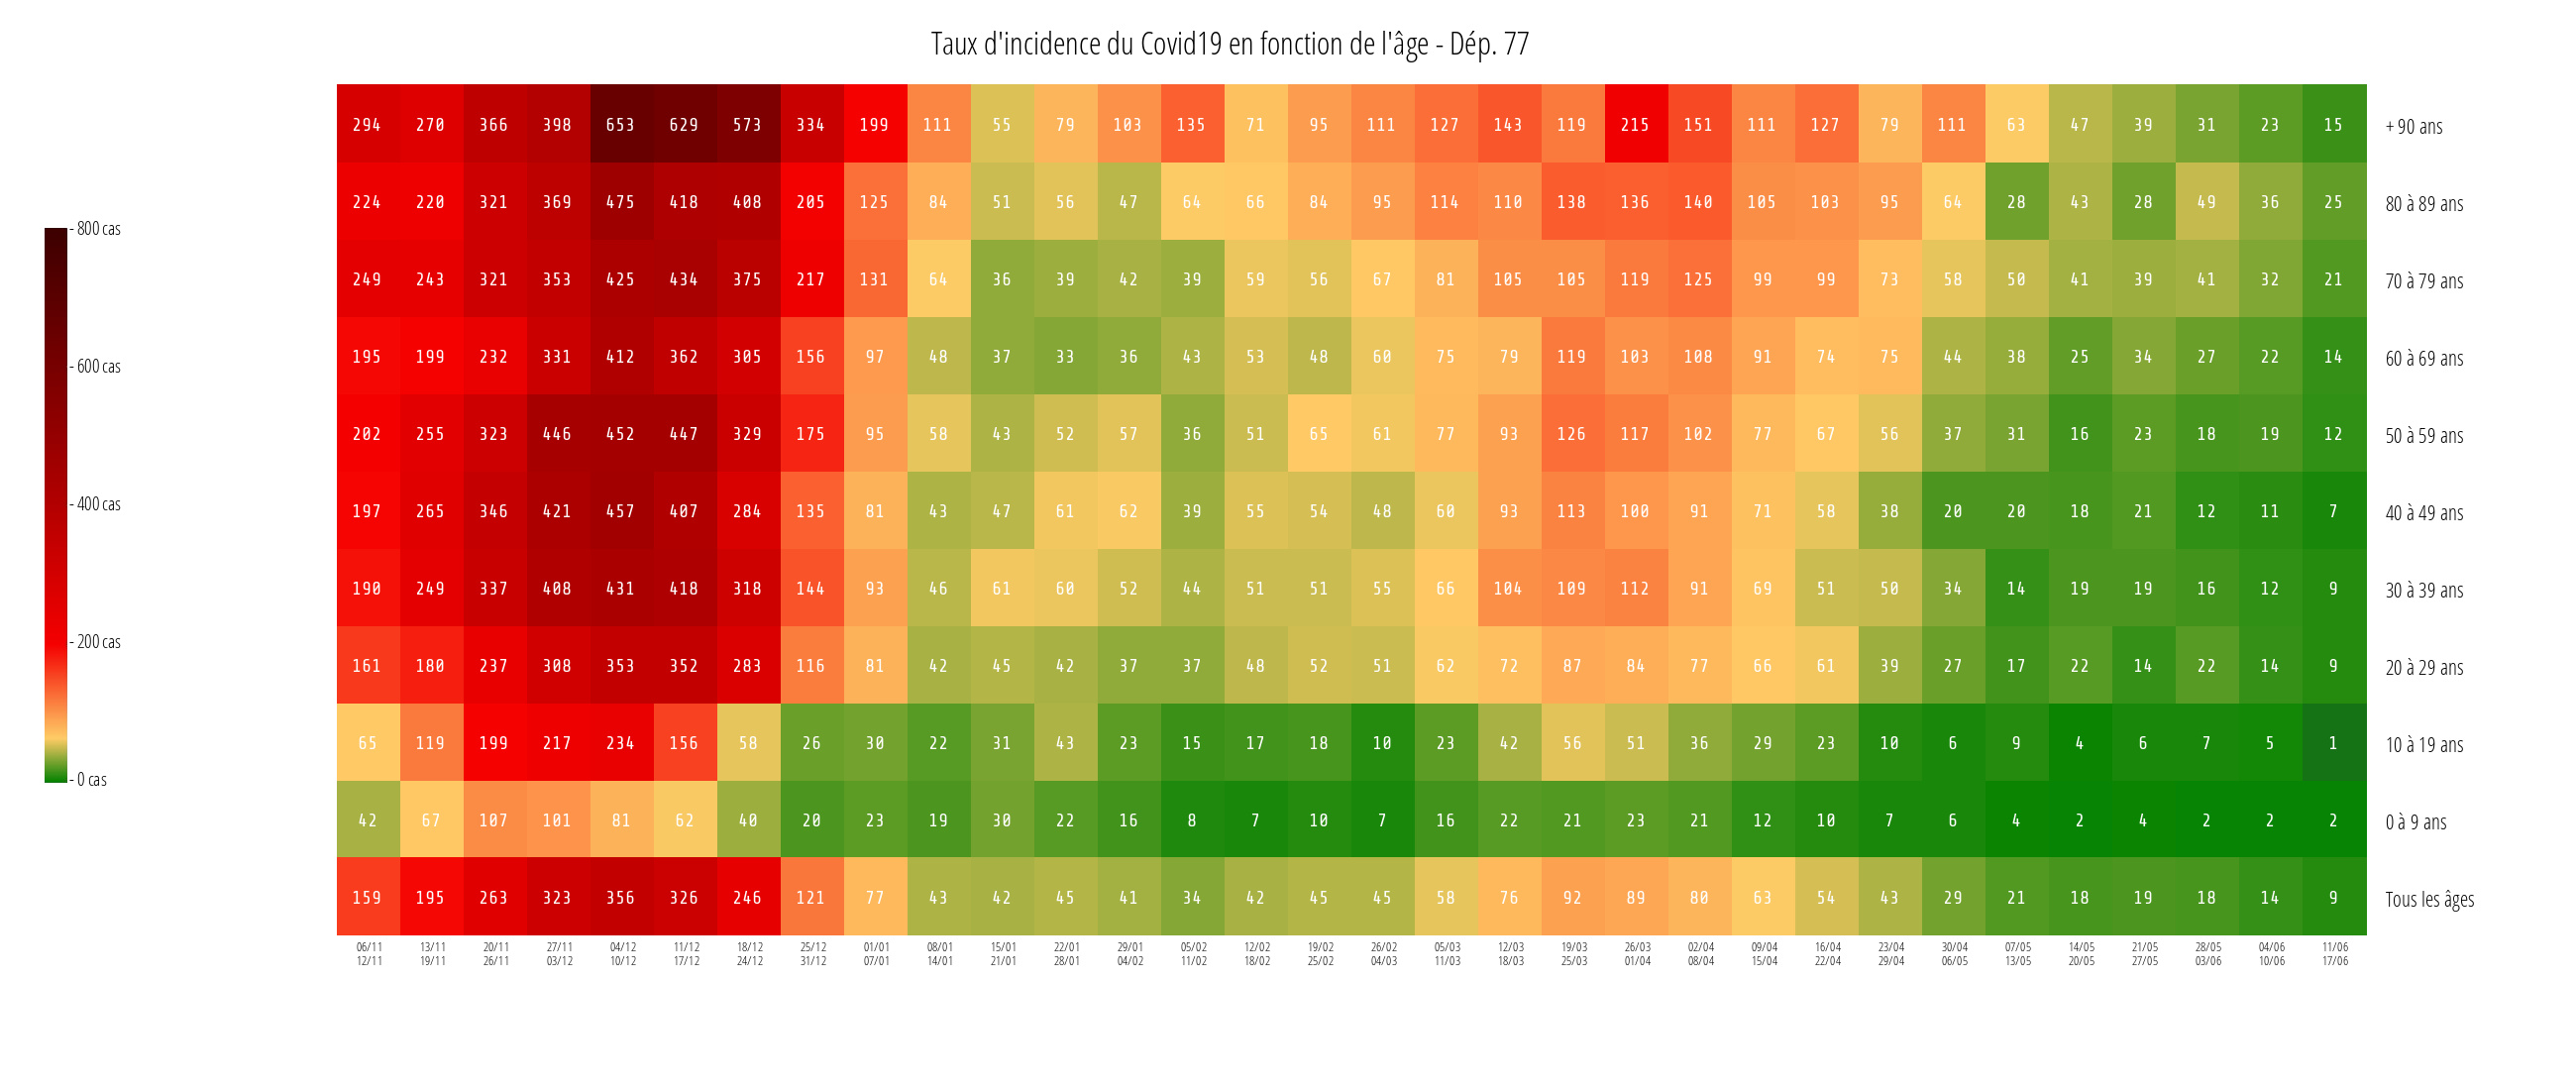 Taux d'incidence du Covid19 en fonction de l'âge - Dép. 77
294 270 366 398 653 629 573 334 199 111 55 79 103 135 71 95 111 127 143 119 215 151 111 127 79 111 63 47 39 31 23 15 + 90 ans
224 220 321 369 475 418 408 205 125 84 51 56 47 64 66 84 95 114 110 138 136 140 105 103 95 64 28 43 28 49 36 25 80 à 89 ans
- 800 cas
249 243 321 353 425 434 375 217 131 64 36 39 42 39 59 56 67 81 105 105 119 125 99 99 73 58 50 41 39 41 32 21 70 à 79 ans
195 199 232 331 412 362 305 156 97 48 37 33 36 43 53 48 60 75 79 119 103 108 91 74 75 44 38 25 34 27 22 14 60 à 69 ans
- 600 cas
202 255 323 446 452 447 329 175 95 58 43 52 57 36 51 65 61 77 93 126 117 102 77 67 56 37 31 16 23 18 19 12 50 à 59 ans
- 400 cas
197 265 346 421 457 407 284 135 81 43 47 61 62 39 55 54 48 60 93 113 100 91 71 58 38 20 20 18 21 12 11 7 40 à 49 ans
190 249 337 408 431 418 318 144 93 46 61 60 52 44 51 51 55 66 104 109 112 91 69 51 50 34 14 19 19 16 12 9 30 à 39 ans
- 200 cas
161 180 237 308 353 352 283 116 81 42 45 42 37 37 48 52 51 62 72 87 84 77 66 61 39 27 17 22 14 22 14 9 20 à 29 ans
65 119 199 217 234 156 58 26 30 22 31 43 23 15 17 18 10 23 42 56 51 36 29 23 10 6 9 4 6 7 5 1 10 à 19 ans
- 0 cas
42 67 107 101 81 62 40 20 23 19 30 22 16 8 7 10 7 16 22 21 23 21 12 10 7 6 4 2 4 2 2 2 0 à 9 ans
159 195 263 323 356 326 246 121 77 43 42 45 41 34 42 45 45 58 76 92 89 80 63 54 43 29 21 18 19 18 14 9 Tous les âges
06/11 13/11 20/11 27/11 04/12 11/12 18/12 25/12 01/01 08/01 15/01 22/01 29/01 05/02 12/02 19/02 26/02 05/03 12/03 19/03 26/03 02/04 09/04 16/04 23/04 30/04 07/05 14/05 21/05 28/05 04/06 11/06
12/11 19/11 26/11 03/12 10/12 17/12 24/12 31/12 07/01 14/01 21/01 28/01 04/02 11/02 18/02 25/02 04/03 11/03 18/03 25/03 01/04 08/04 15/04 22/04 29/04 06/05 13/05 20/05 27/05 03/06 10/06 17/06